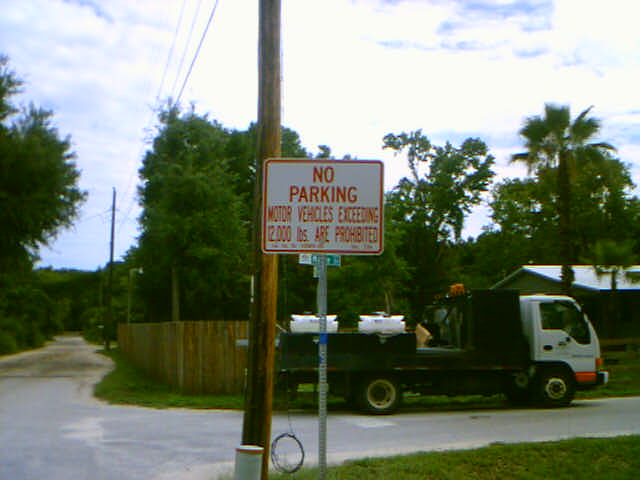 NO
PARKING
MOTOR VEHICLES EXCEEDING
12,000 lbs. ARE PROHIBITED